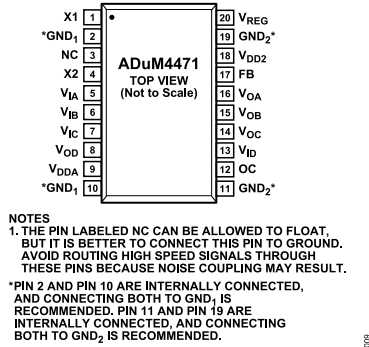 X1 1
*GND1 2
NC 3
X2 4
VIA 5
VIB 6
VIC 7
VOD 8
VDDA 9
*GND1 10
ADuM4471
TOP VIEW
(Not to Scale)
20 VREG
19 GND2*
18 VDD2
17 FB
16 VOA
15 VOB
14 VOC
13 VID
12 OC
11 GND2*
NOTES
1. THE PIN LABELED NC CAN BE ALLOWED TO FLOAT,
BUT IT IS BETTER TO CONNECT THIS PIN TO GROUND.
AVOID ROUTING HIGH SPEED SIGNALS THROUGH
THESE PINS BECAUSE NOISE COUPLING MAY RESULT.
*PIN 2 AND PIN 10 ARE INTERNALLY CONNECTED,
AND CONNECTING BOTH TO GND1 IS
RECOMMENDED. PIN 11 AND PIN 19 ARE
INTERNALLY CONNECTED, AND CONNECTING
BOTH TO GND2 IS RECOMMENDED.